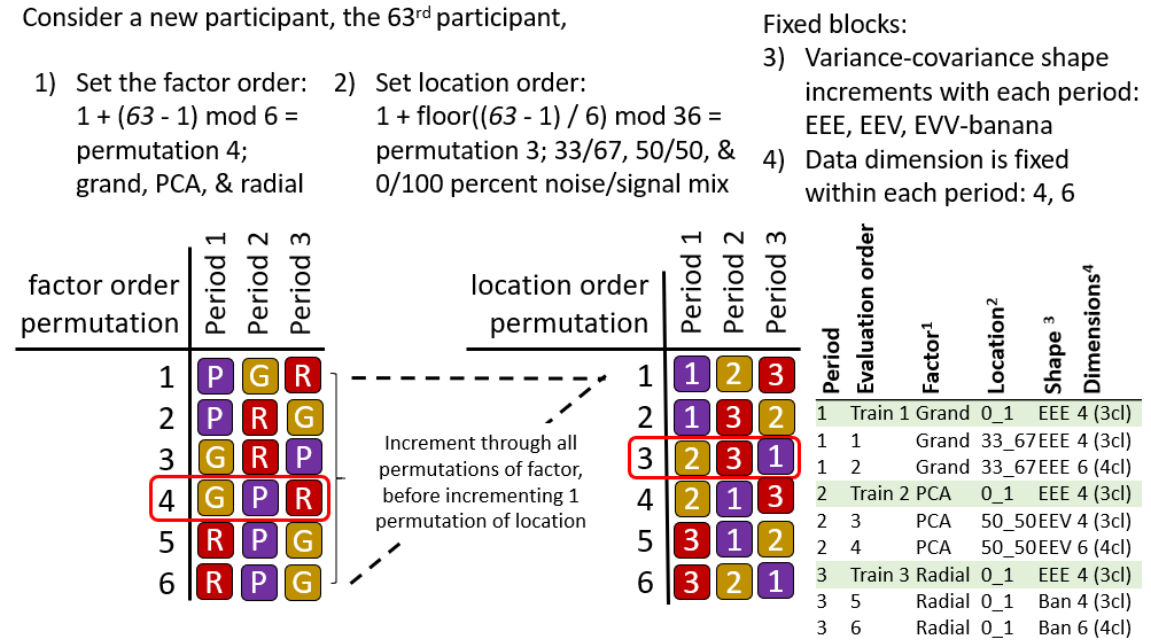 Consider a new participant, the 63rd participant,
1) Set the factor order:
1 + (63 - 1) mod 6 =
permutation 4;
grand, PCA, & radial
2) Set location order:
1 + floor((63 - 1) / 6) mod 36 =
permutation 3; 33/67, 50/50, &
0/100 percent noise/signal mix
Fixed blocks:
3) Variance-covariance shape
increments with each period:
EEE, EEV, EVV-banana
4) Data dimension is fixed
within each period: 4, 6
factor order
permutation
Period 1
Period 2
Period 3
1 P G R
2 P R G
3 G R P
4 G P R
5 R P G
6 R P G
Increment through all
permutations of factor,
before incrementing 1
permutation of location
location order
permutation
Period 1
Period 2
Period 3
1 1 2 3
2 1 3 2
3 2 3 1
4 2 1 3
5 3 1 2
6 3 2 1
Period
Evaluation order
Factor1
Location2
Shape 3
Dimensions4
1 Train 1 Grand 0_1 EEE 4 (3cl)
1 1 Grand 33_67 EEE 4 (3cl)
1 2 Grand 33_67 EEE 6 (4cl)
2 Train 2 PCA 0_1 EEE 4 (3cl)
2 3 PCA 50_50 EEV 4 (3cl)
2 4 PCA 50_50 EEV 6 (4cl)
3 Train 3 Radial 0_1 EEE 4 (3cl)
3 5 Radial 0_1 Ban 4 (3cl)
3 6 Radial 0_1 Ban 6 (4cl)